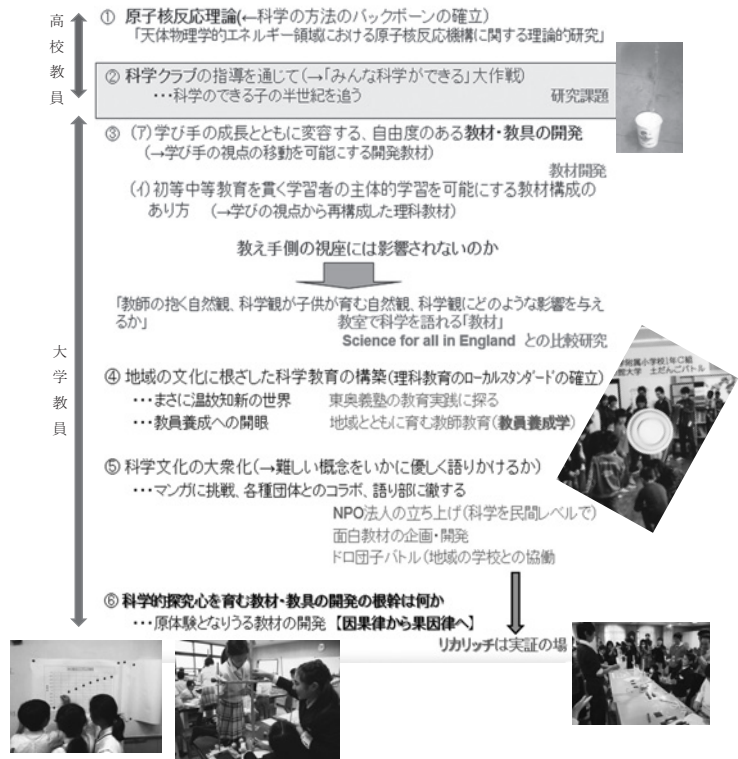 高校教員
① 原子核反応理論(←科学の方法のバックボーンの確立)
「天体物理学的エネルギー領域における原子核反応機構に関する理論的研究」
② 科学クラブの指導を通じて(→「みんな科学ができる」大作戦)
・・・科学のできる子の半世紀を追う
研究課題
大学教員
③ (ア)学び手の成長とともに変容する、自由度のある教材・教具の開発
(→学び手の視点の移動を可能にする開発教材)
教材開発
(イ)初等中等教育を貫く学習者の主体的学習を可能にする教材構成の
あり方 (→学びの視点から再構成した理科教材)
教え手側の視座には影響されないのか
「教師の抱く自然観、科学観が子供が育む自然観、科学観にどのような影響を与え
るか」 教室で科学を語れる「教材」
Science for all in England との比較研究
④ 地域の文化に根ざした科学教育の構築(理科教育のローカルスタンダードの確立)
・・・まさに温故知新の世界 東奥義塾の教育実践に探る
・・・教員養成への開眼 地域とともに育む教師教育(教員養成学)
⑤ 科学文化の大衆化(→難しい概念をいかに優しく語りかけるか)
・・・マンガに挑戦、各種団体とのコラボ、語り部に徹する
NPO法人の立ち上げ(科学を民間レベルで)
面白教材の企画・開発
ドロ団子バトル(地域の学校との協働
⑥ 科学的探究心を育む教材・教具の開発の根幹は何か
・・・原体験となりうる教材の開発 【因果律から果因律へ】
リカリッチは実証の場
附属小学校1年C組
大学 土だんごバトル